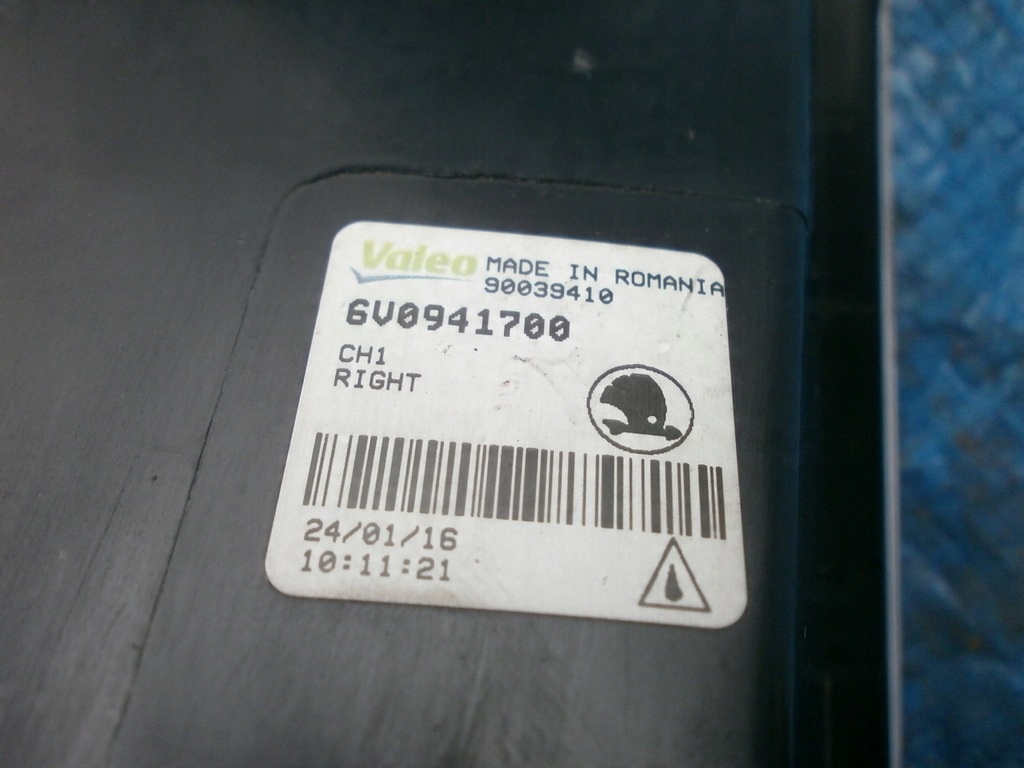 Valeo MADE IN ROMANIA
90039410
6V0941700
CH1
RIGHT
24/01/16
10:11:21